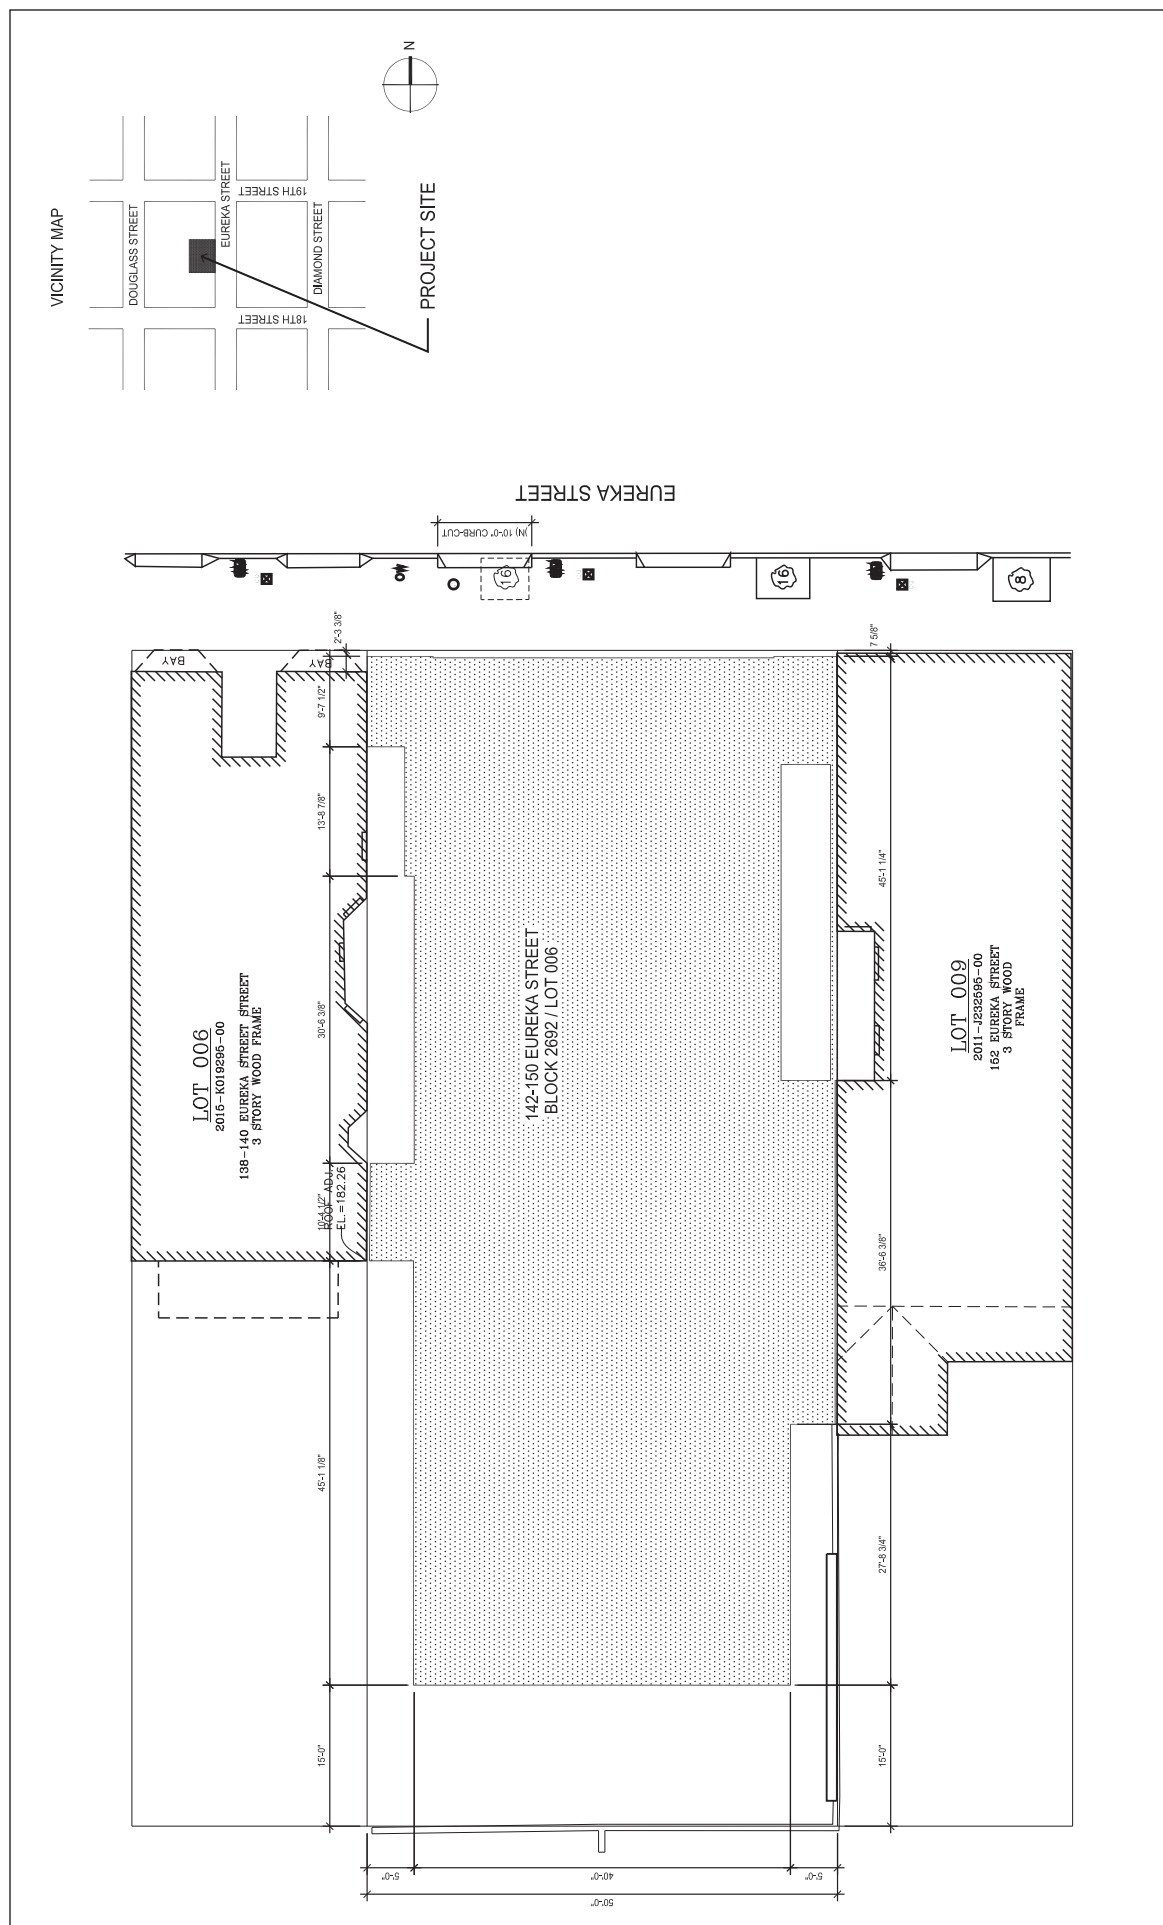 VICINITY MAP
N
DOUGLASS STREET
EUREKA STREET
DIAMOND STREET
18TH STREET
19TH STREET
PROJECT SITE
EUREKA STREET
(N) 10'-0" CURB-CUT
16
16
8
BAY
BAY
2'-3 3/8"
9'-7 1/2"
13'-8 7/8"
30'-6 3/8"
10'-4 1/2"
45'-1 1/8"
15'-0"
LOT 006
2015-K019295-00
138-140 EUREKA STREET STREET
3 STORY WOOD FRAME
ROOF ADJ.
EL.=182.26
142-150 EUREKA STREET
BLOCK 2692 / LOT 006
7 5/8"
45'-1 1/4"
36'-6 3/8"
27'-8 3/4"
15'-0"
LOT 009
2011-J232595-00
152 EUREKA STREET
3 STORY WOOD
FRAME
5'-0"
40'-0"
5'-0"
50'-0"